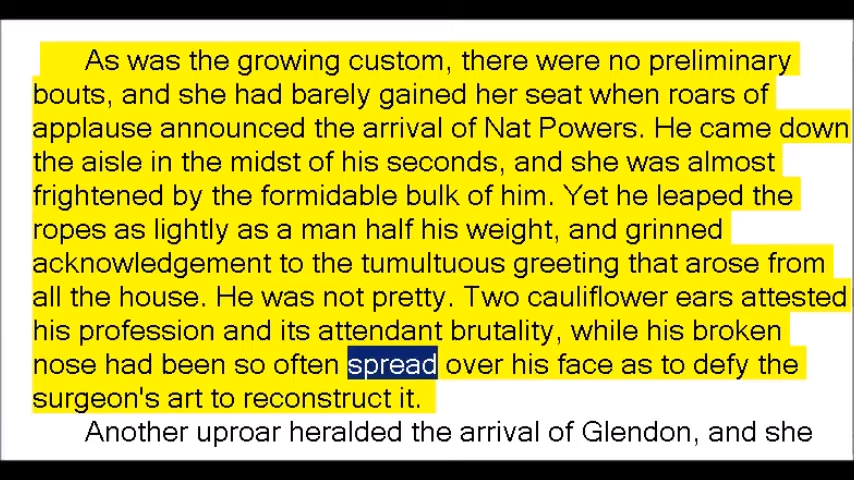 As was the growing custom, there were no preliminary
bouts, and she had barely gained her seat when roars of
applause announced the arrival of Nat Powers. He came down
the aisle in the midst of his seconds, and she was almost
frightened by the formidable bulk of him. Yet he leaped the
ropes as lightly as a man half his weight, and grinned
acknowledgement to the tumultuous greeting that arose from
all the house. He was not pretty. Two cauliflower ears attested
his profession and its attendant brutality, while his broken
nose had been so often spread over his face as to defy the
surgeon's art to reconstruct it.
Another uproar heralded the arrival of Glendon, and she